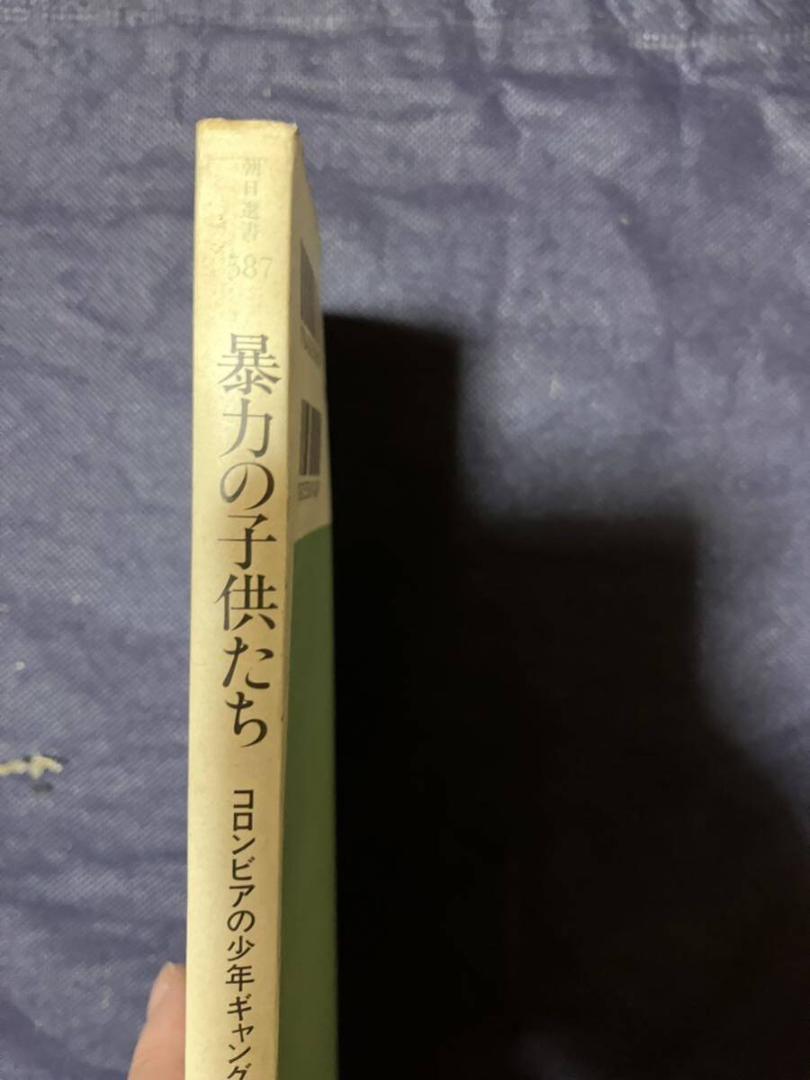 朝日選書
587
暴力の子供たち
コロンビアの少年ギャング